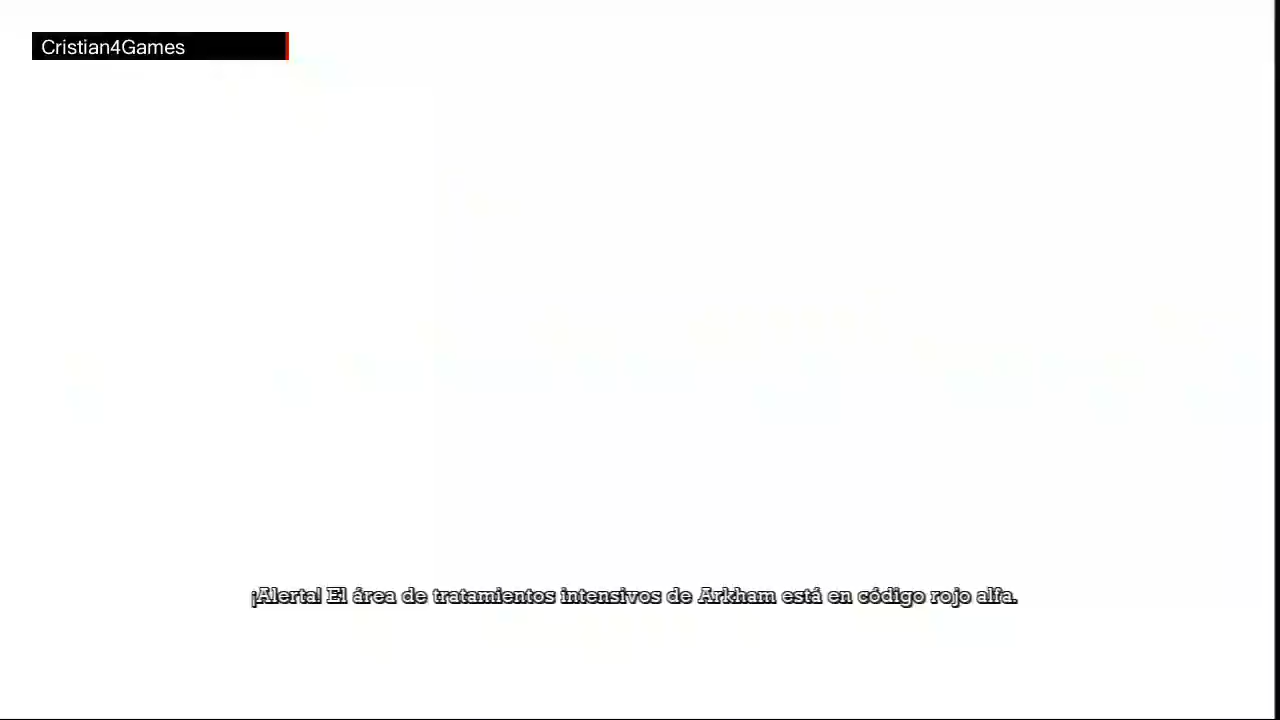 Cristian4Games
¡Alerta! El área de tratamientos intensivos de Arkham está en código rojo alfa.